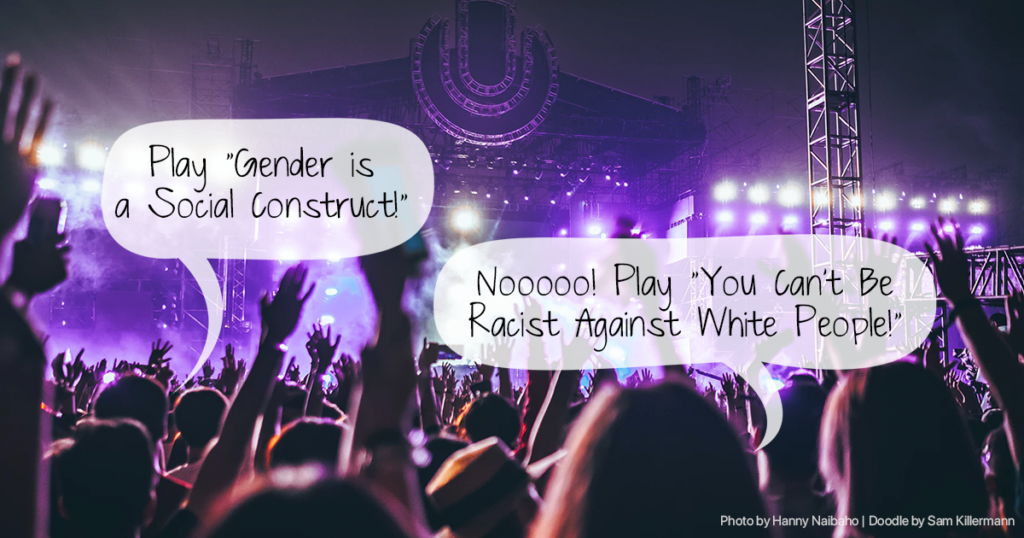 Play "Gender is
a Social Construct!"
Nooooo! Play "You Can't Be
Racist Against White People!"
Photo by Hanny Naibaho | Doodle by Sam Killermann